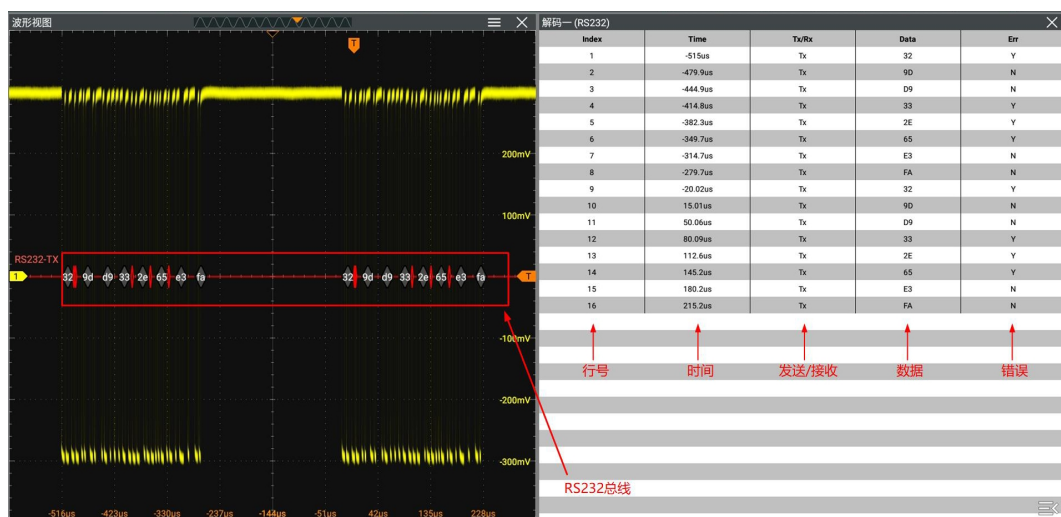 波形视图
T
200mV
100mV
RS232-TX
1
32 9d d9 33 2e 65 e3 fa
32 9d d9 33 2e 65 e3 fa
T
-100mV
-200mV
-300mV
-516us -423us -330us -237us -144us -51us 42us 135us 228us
RS232总线
解码一 (RS232)
Index Time Tx/Rx Data Err
1 -515us Tx 32 Y
2 -479.9us Tx 9D N
3 -444.9us Tx D9 N
4 -414.8us Tx 33 Y
5 -382.3us Tx 2E Y
6 -349.7us Tx 65 Y
7 -314.7us Tx E3 N
8 -279.7us Tx FA N
9 -20.02us Tx 32 Y
10 15.01us Tx 9D N
11 50.06us Tx D9 N
12 80.09us Tx 33 Y
13 112.6us Tx 2E Y
14 145.2us Tx 65 Y
15 180.2us Tx E3 N
16 215.2us Tx FA N
行号 时间 发送/接收 数据 错误